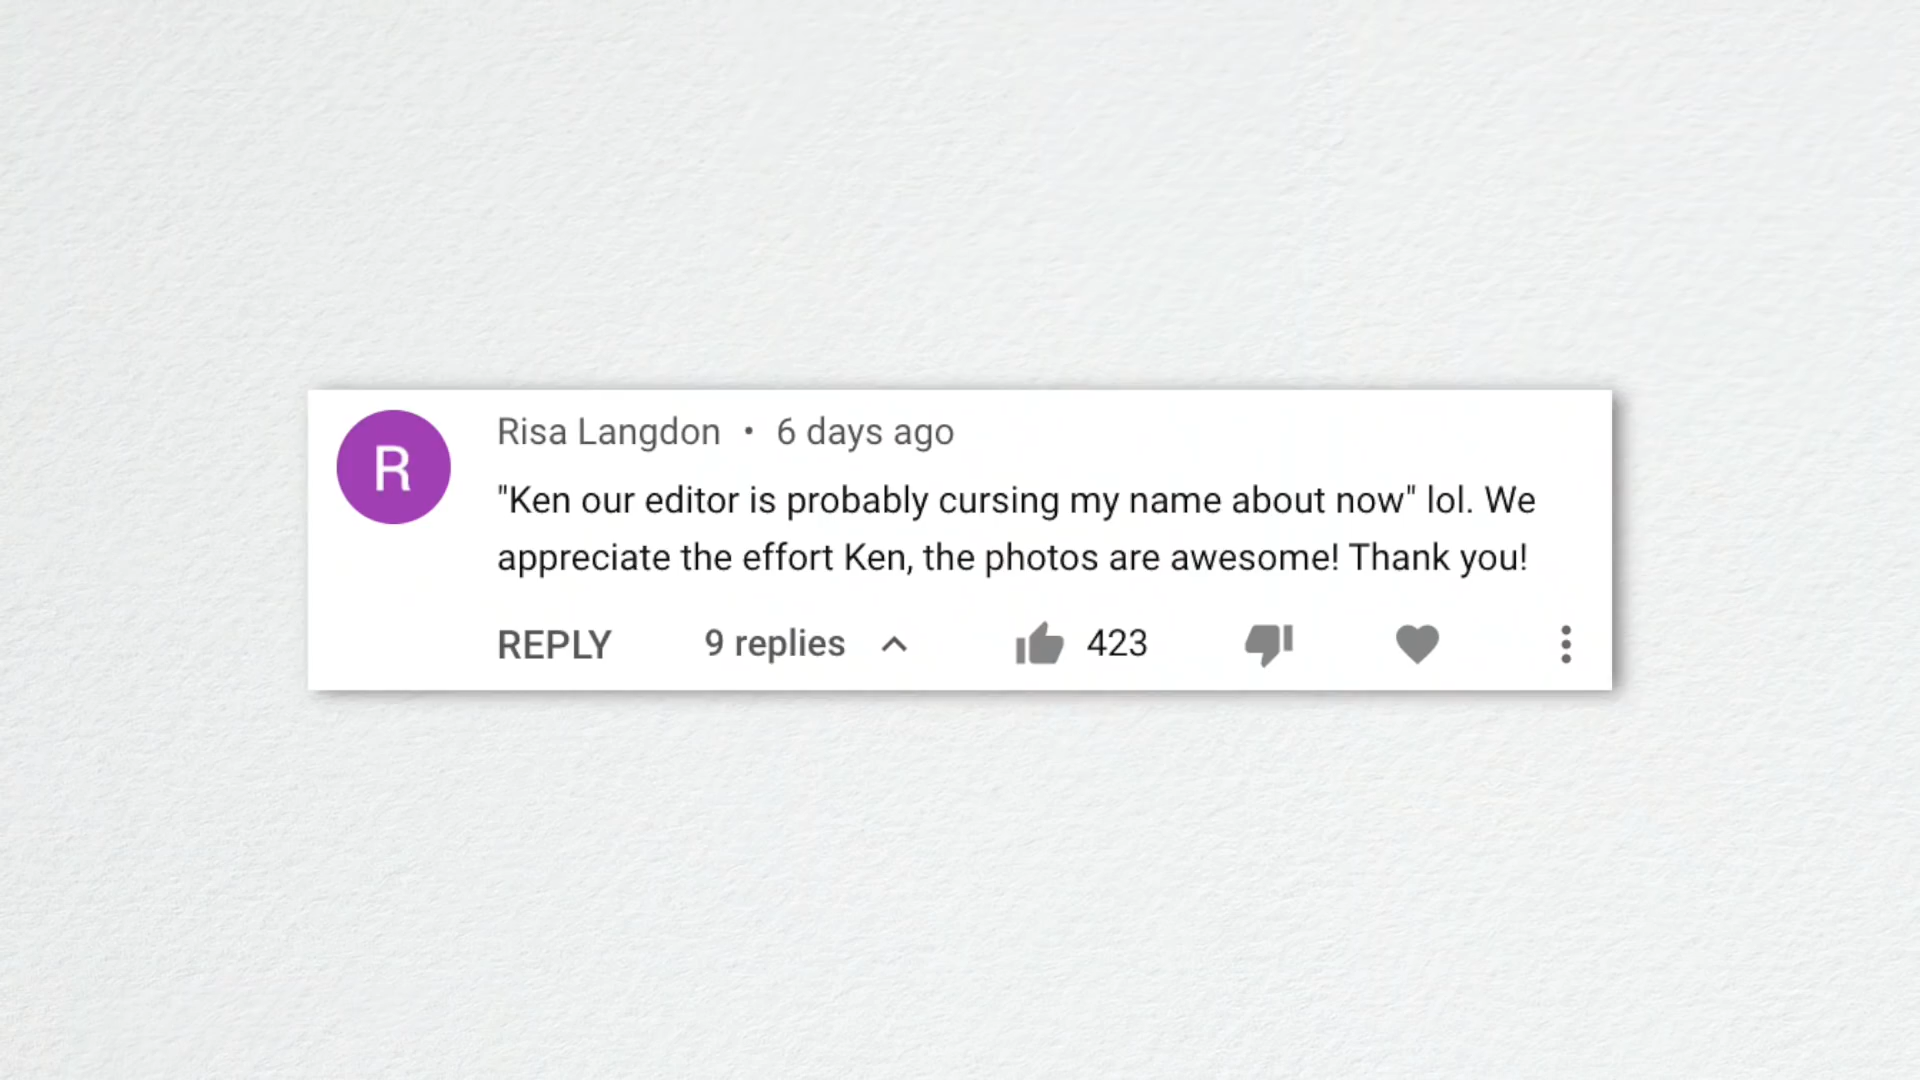 R
Risa Langdon • 6 days ago
"Ken our editor is probably cursing my name about now" lol. We
appreciate the effort Ken, the photos are awesome! Thank you!
REPLY 9 replies 423